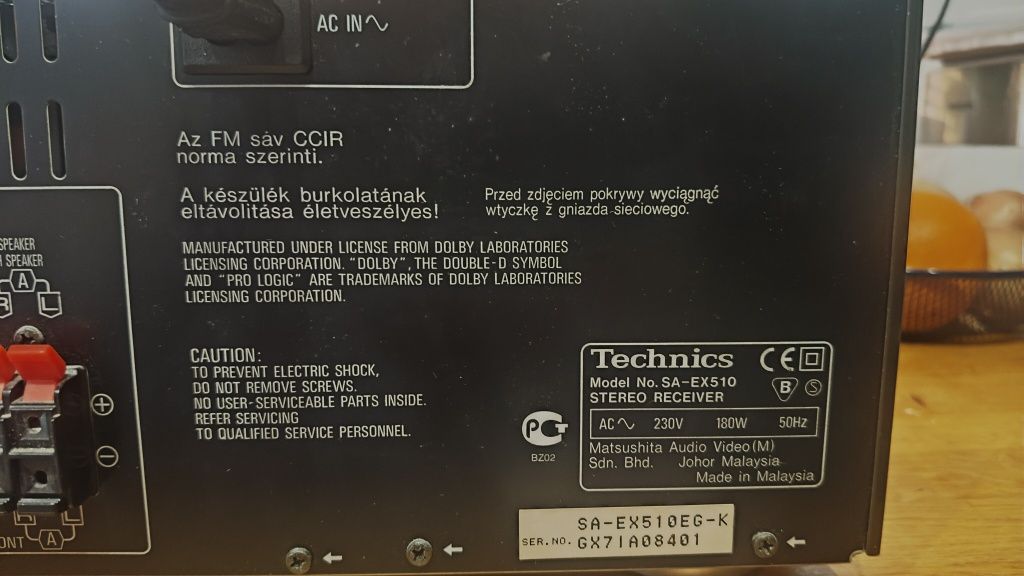 AC IN
Az FM sáv CCIR
norma szerinti.
A készülék burkolatának
eltávolitása életveszélyes!
Przed zdjęciem pokrywy wyciągnąć
wtyczkę z gniazda sieciowego.
MANUFACTURED UNDER LICENSE FROM DOLBY LABORATORIES
LICENSING CORPORATION. “DOLBY”, THE DOUBLE-D SYMBOL
AND “PRO LOGIC” ARE TRADEMARKS OF DOLBY LABORATORIES
LICENSING CORPORATION.
SPEAKER
SPEAKER
A
R L
+
−
L
A
CAUTION:
TO PREVENT ELECTRIC SHOCK,
DO NOT REMOVE SCREWS.
NO USER-SERVICEABLE PARTS INSIDE.
REFER SERVICING
TO QUALIFIED SERVICE PERSONNEL.
PCT
BZ02
Technics CE
Model No. SA-EX510 B S
STEREO RECEIVER
AC 230V 180W 50Hz
Matsushita Audio Video(M)
Sdn. Bhd. Johor Malaysia
Made in Malaysia
SA-EX510EG-K
SER.NO. GX7IA08401